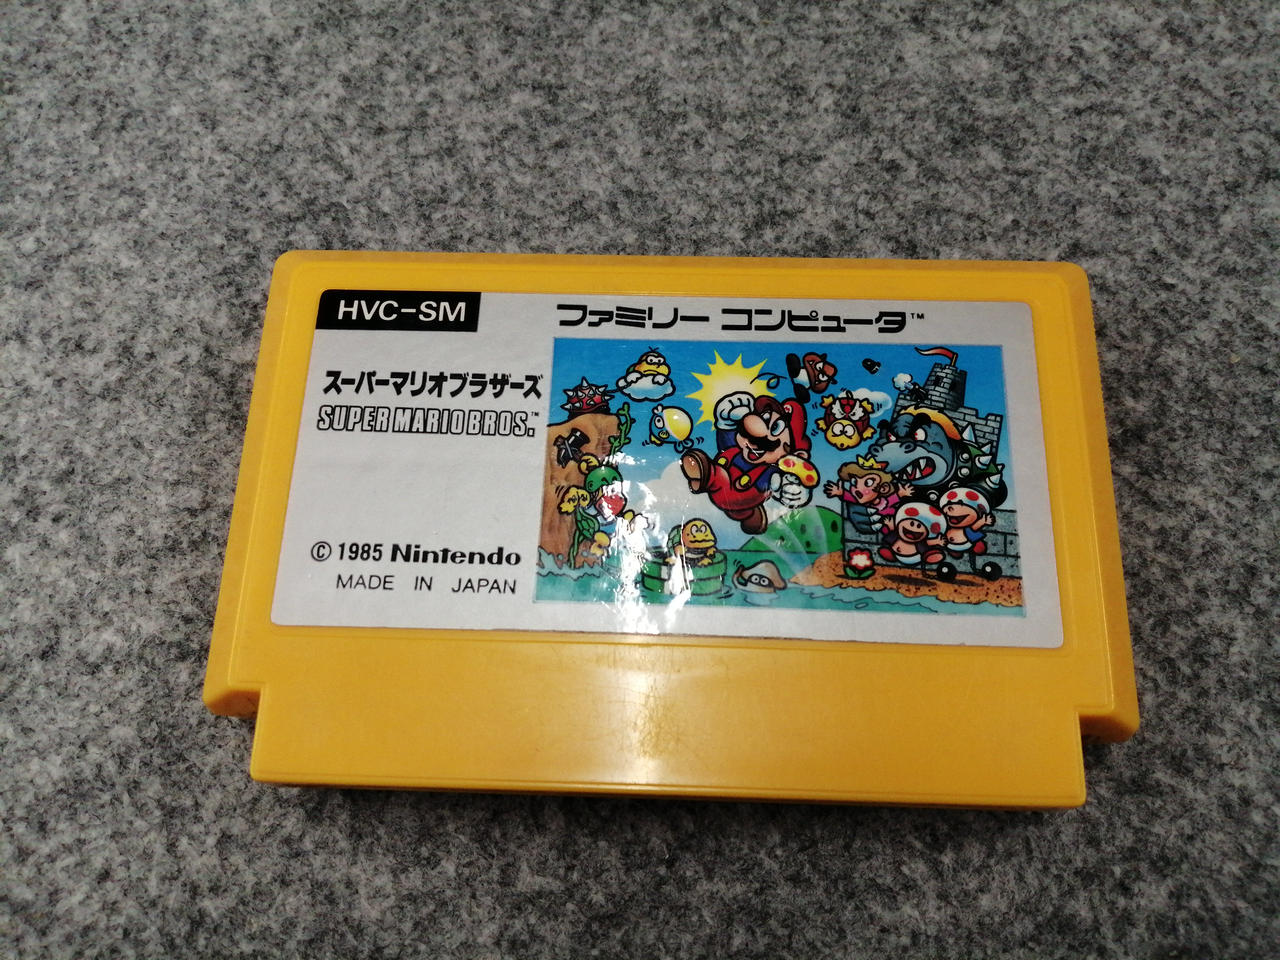 HVC-SM
ファミリー コンピュータ™
スーパーマリオブラザーズ
SUPER MARIO BROS.™
© 1985 Nintendo
MADE IN JAPAN